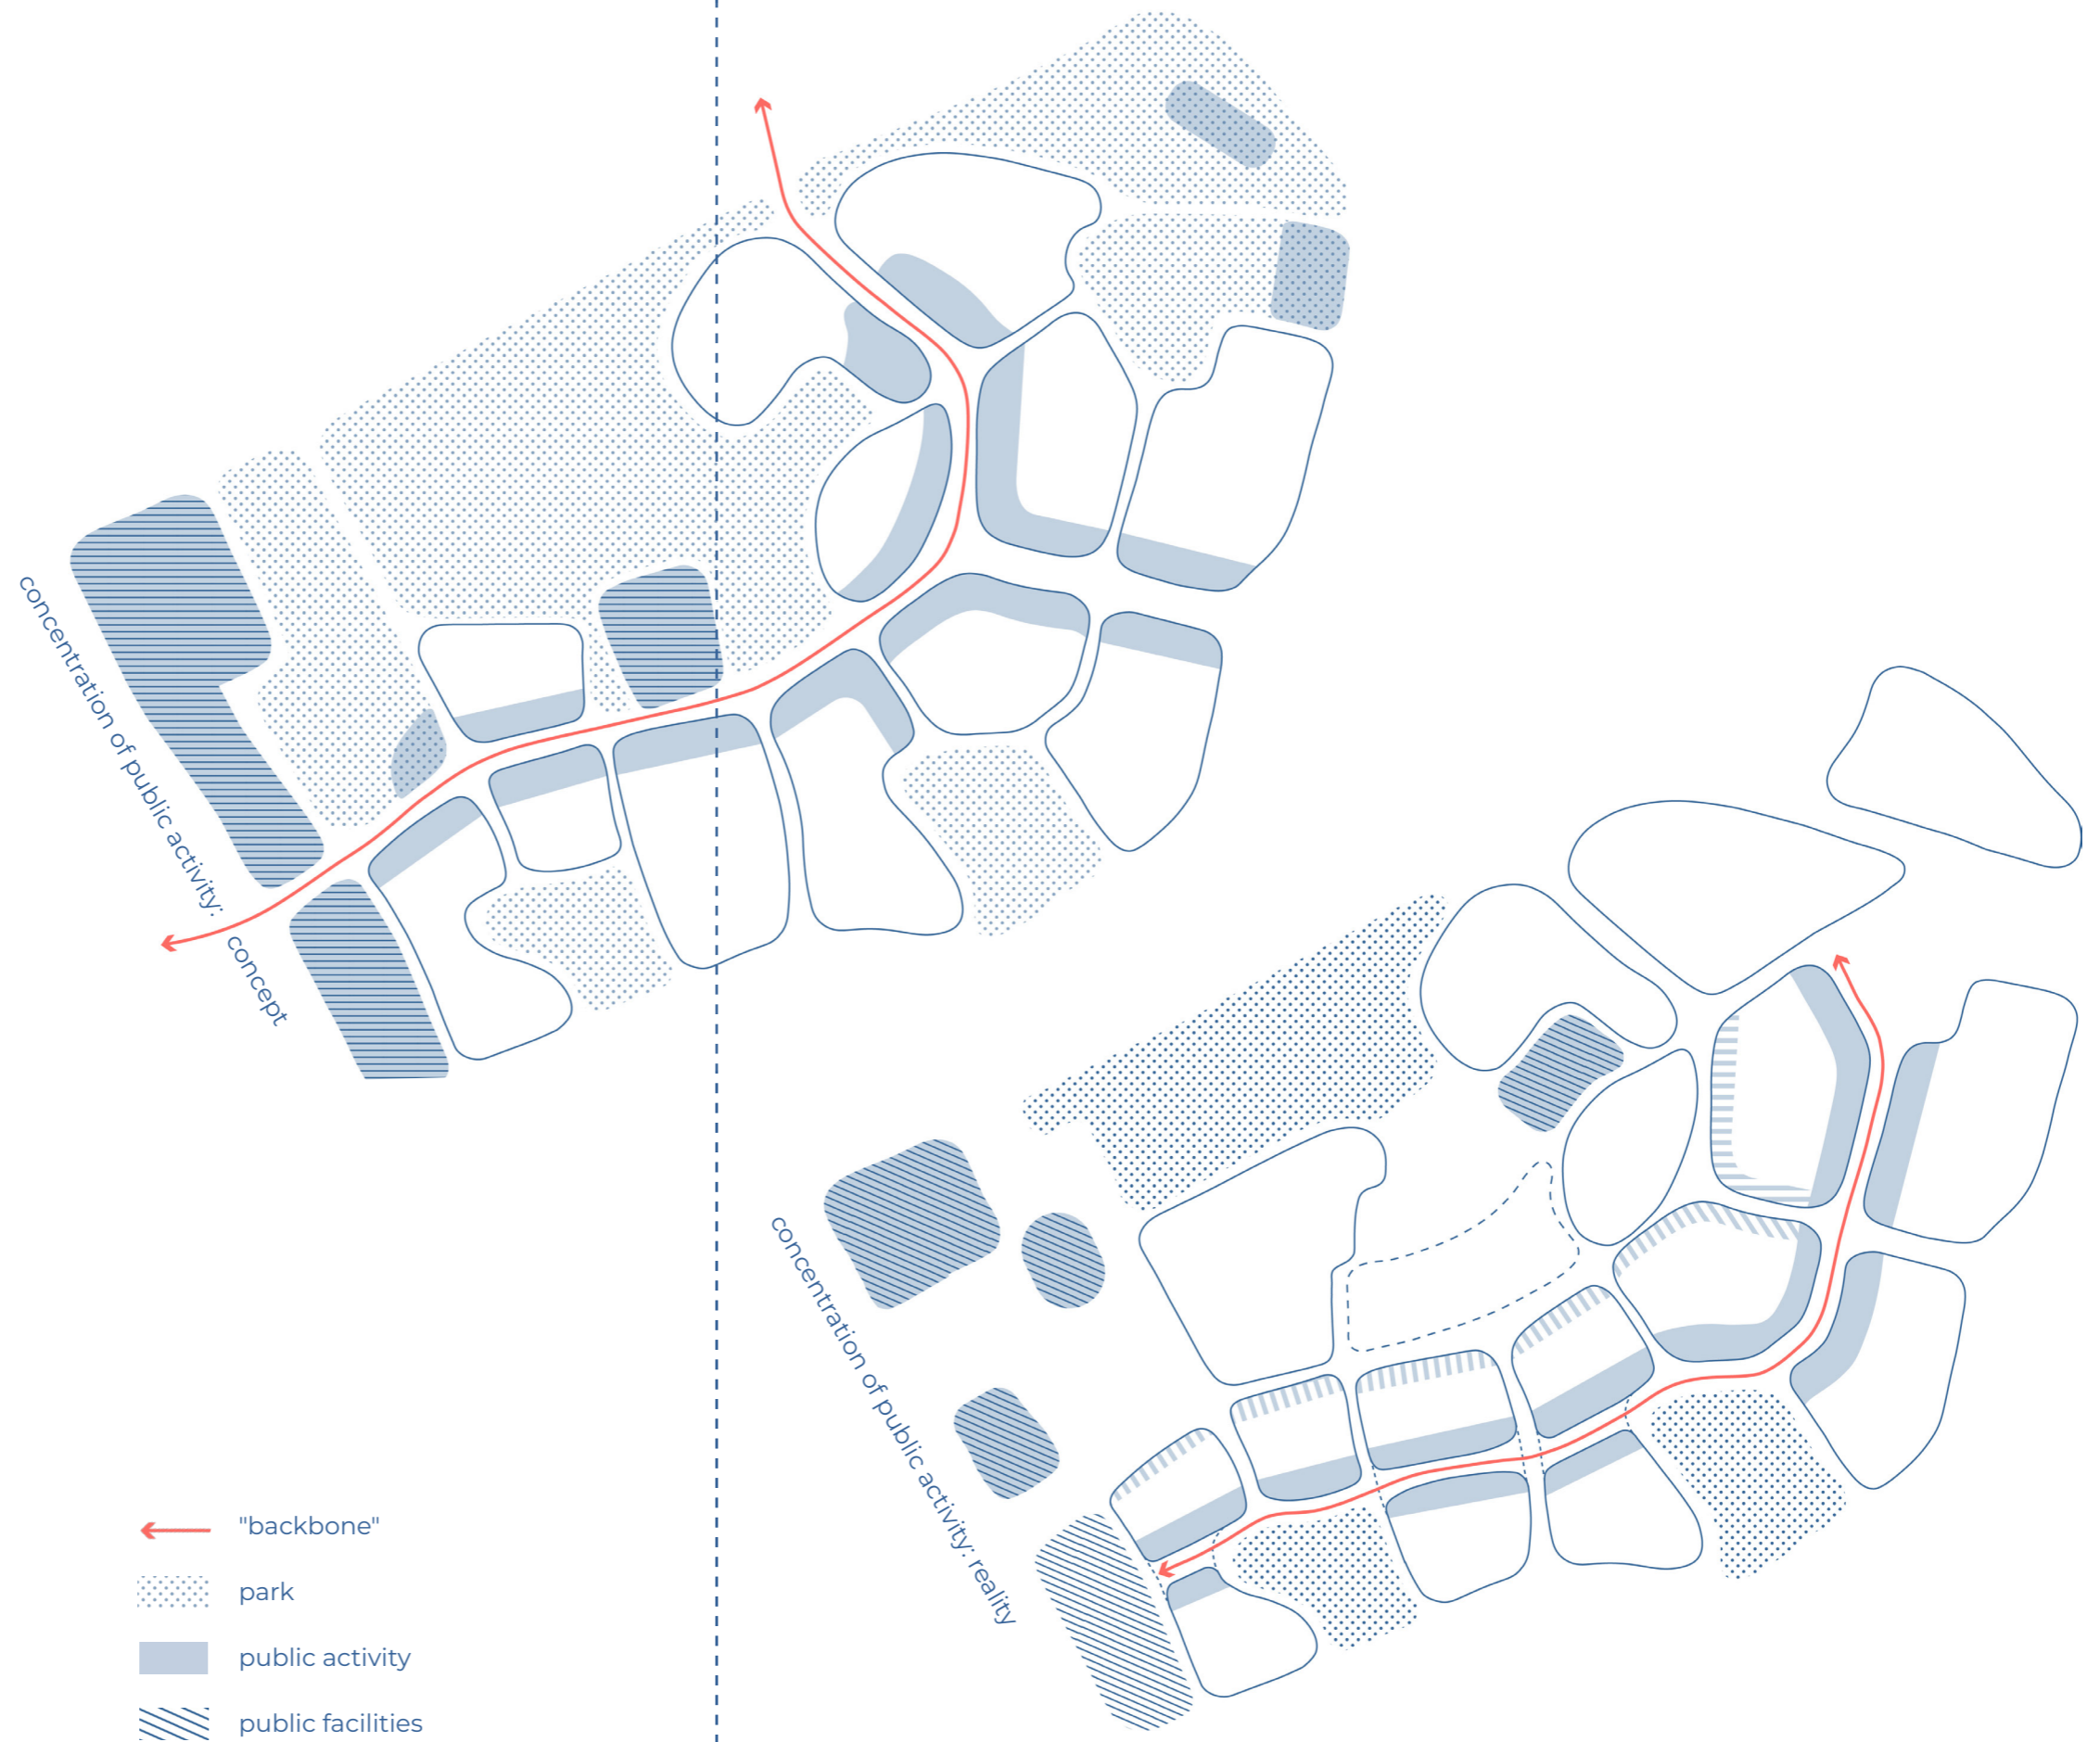 concentration of public activity:
concept
concentration of public activity: reality
"backbone"
park
public activity
public facilities